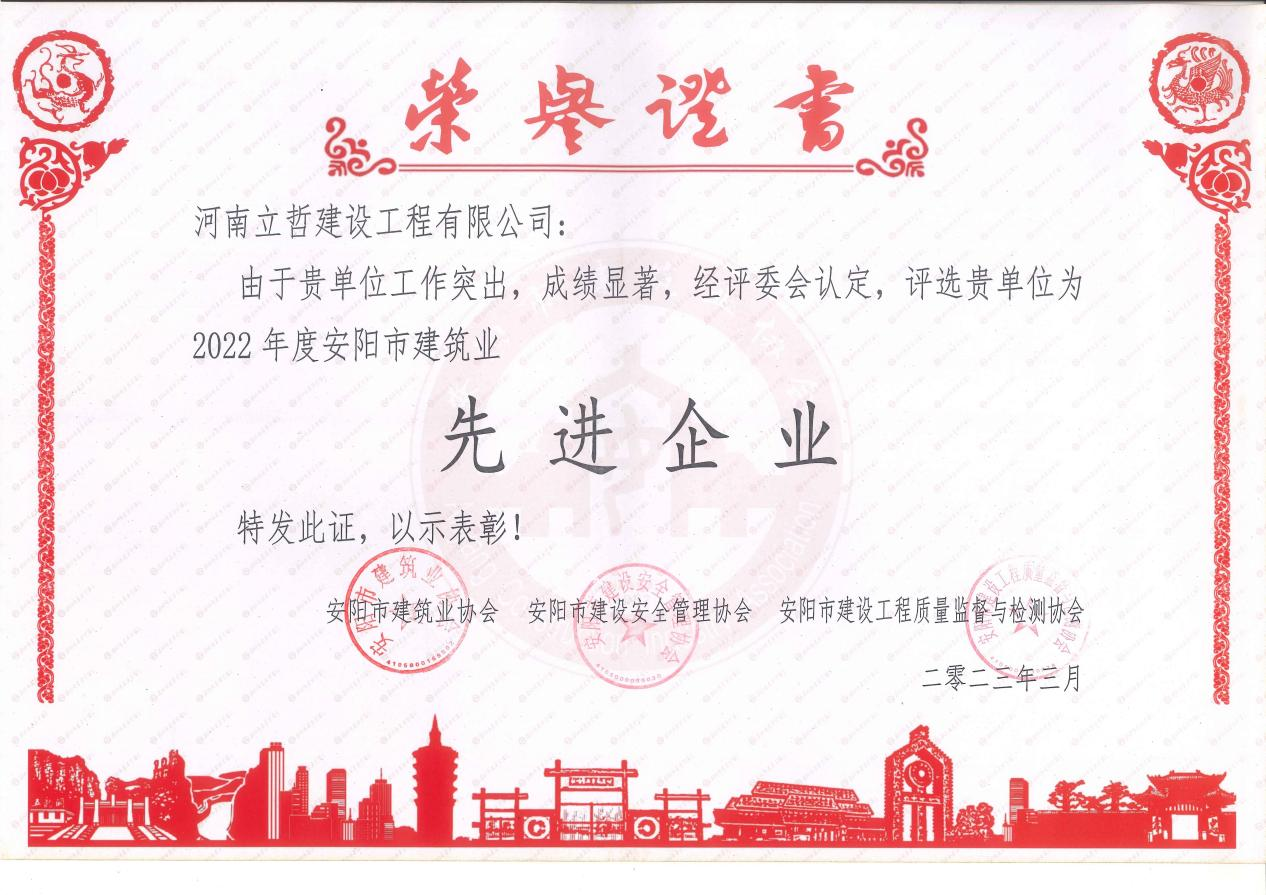 榮譽證書
河南立哲建设工程有限公司：
由于贵单位工作突出，成绩显著，经评委会认定，评选贵单位为
2022年度安阳市建筑业
先进企业
特发此证，以示表彰！
安阳市建筑业协会 安阳市建设安全管理协会 安阳市建设工程质量监督与检测协会
二零二三年三月